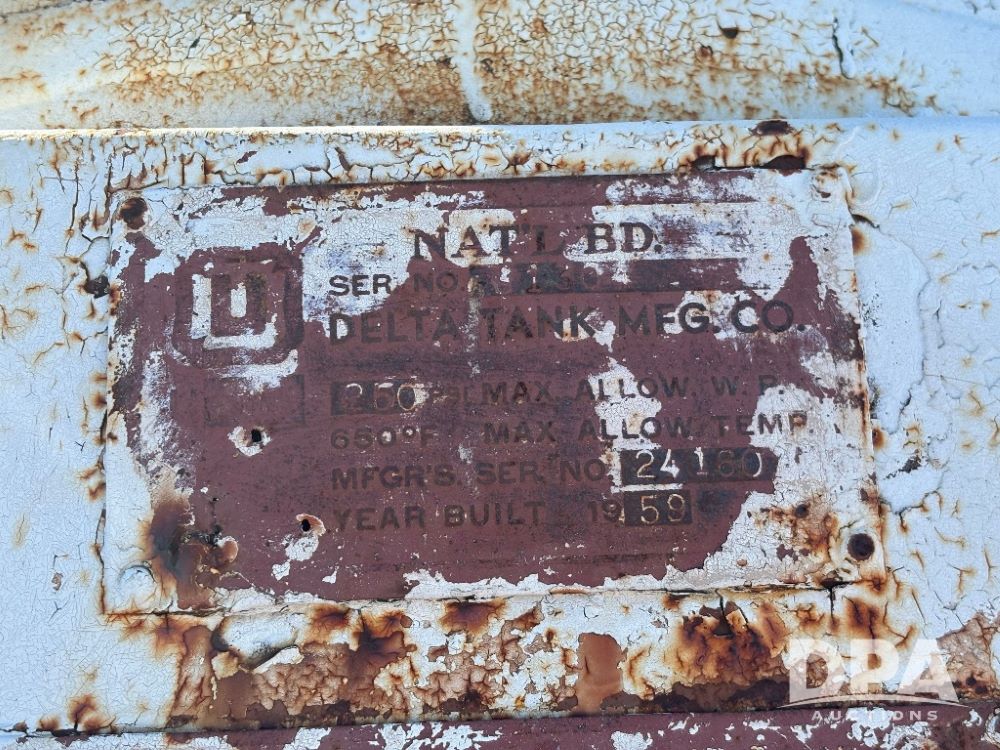 NAT'L BD.
U
SER. NO.
DELTA TANK MFG. CO.
250 MAX. ALLOW. W. P.
650°F MAX. ALLOW. TEMP.
MFGR'S. SER. NO. 24160
YEAR BUILT 1959
DPA
AUCTIONS